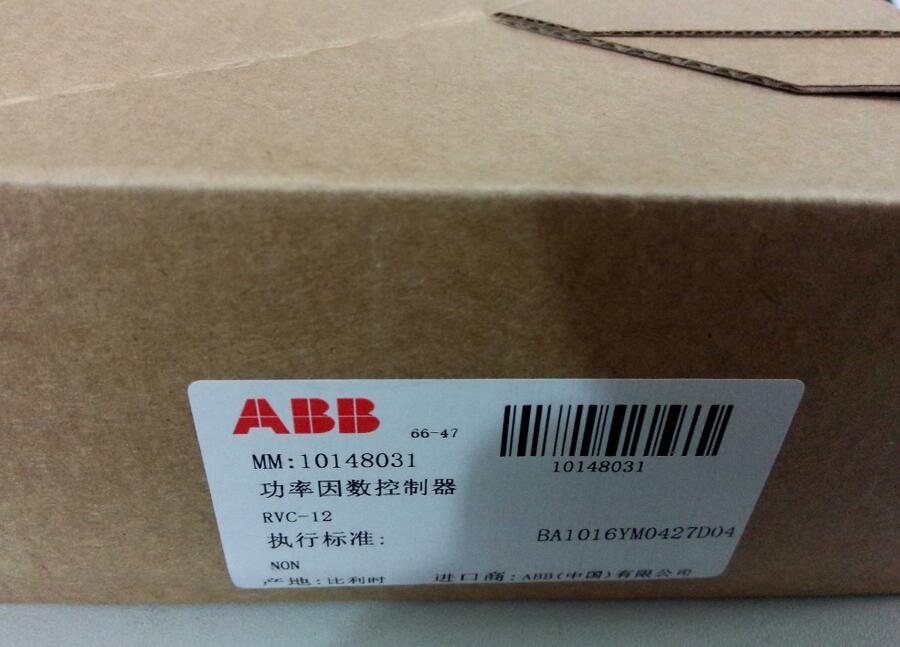 ABB 66-47
10148031
MM:10148031
功率因数控制器
RVC-12
执行标准:
BA1016YM0427D04
NON
产地:比利时 进口商:ABB(中国)有限公司